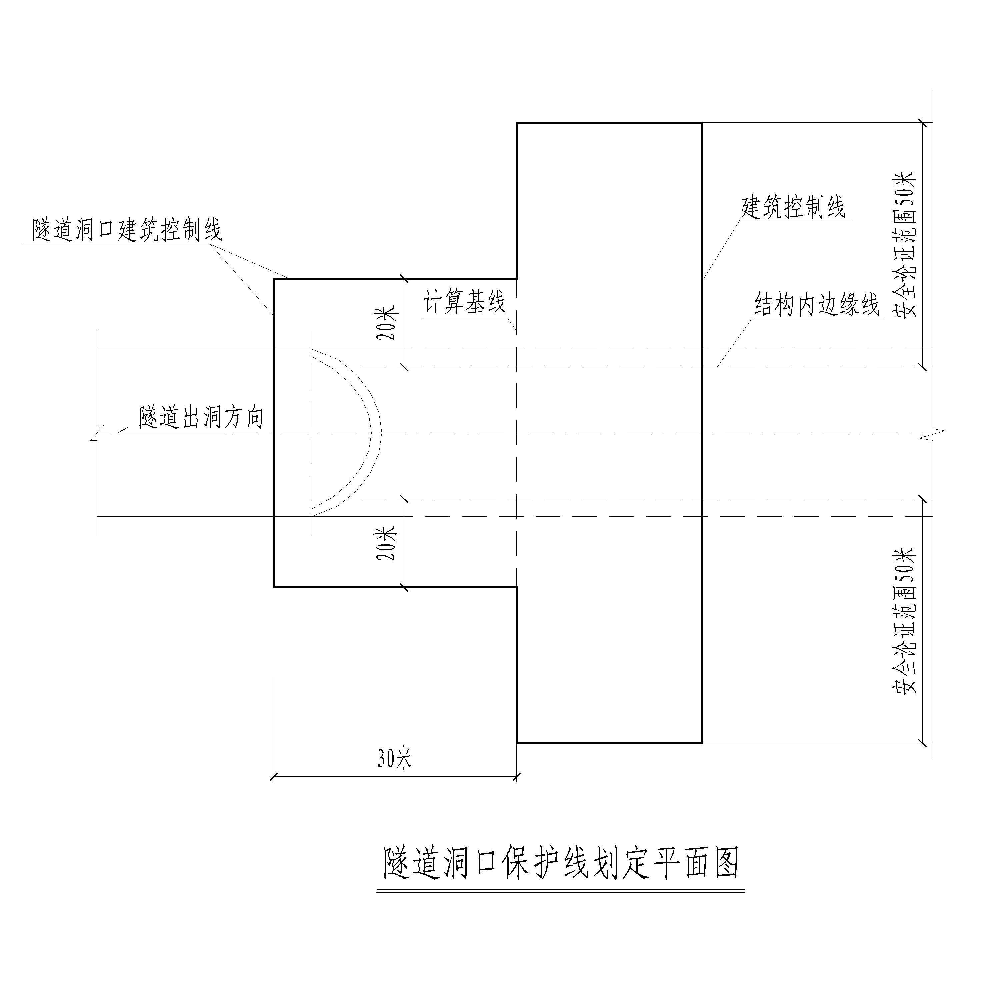 安全论证范围50米
建筑控制线
隧道洞口建筑控制线
计算基线
结构内边缘线
20米
隧道出洞方向
20米
安全论证范围50米
30米
隧道洞口保护线划定平面图